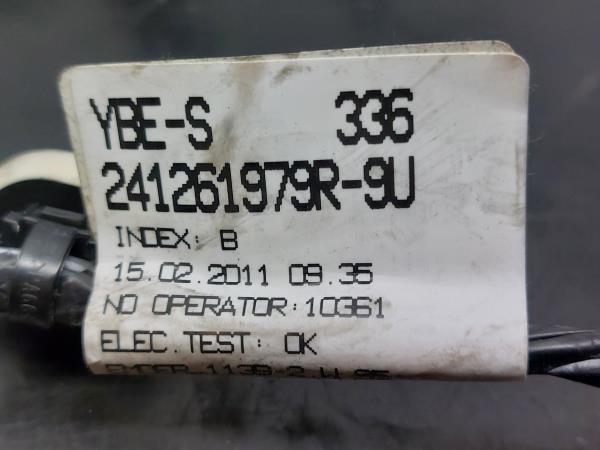 YBE-S 336
241261979R-9U
INDEX: B
15.02.2011 09.35
NO OPERATOR:10361
ELEC.TEST: OK